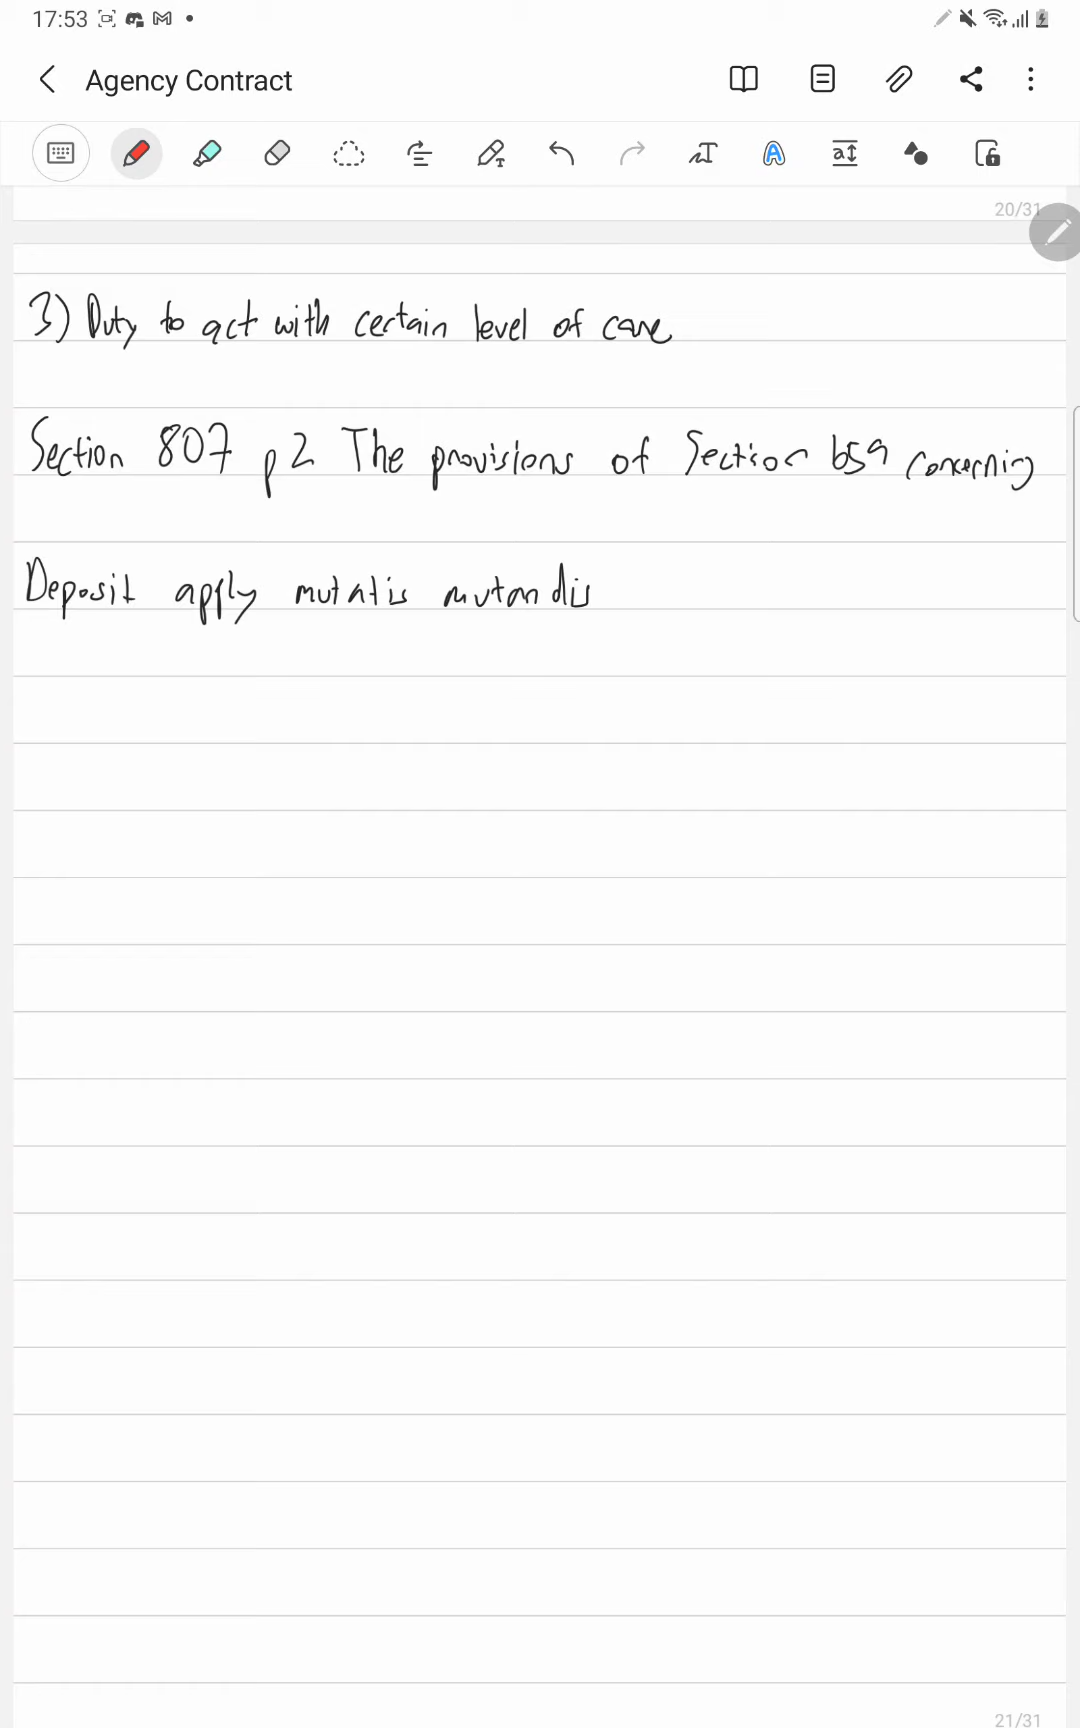 17:53
Agency Contract
20/31
3) Duty to act with certain level of care
Section 807 p2 The provisions of Section 659 concerning
Deposit apply mutatis mutandis
21/31